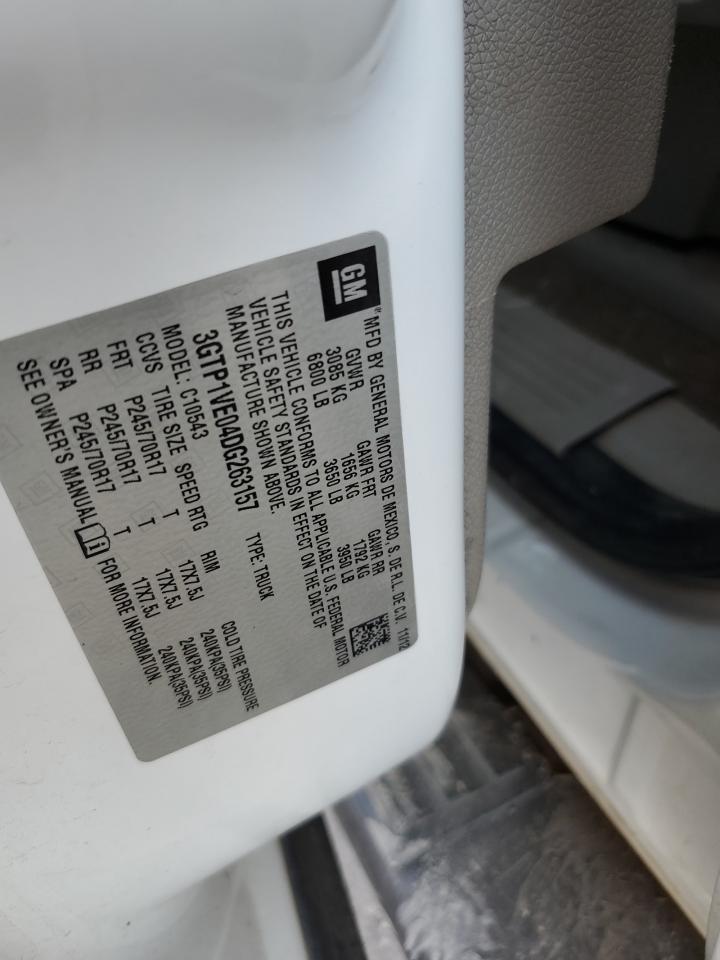 GM
® MFD BY GENERAL MOTORS DE MEXICO, S. DE R.L. DE C.V. 11/12
GVWR GAWR FRT GAWR RR
3085 KG 1656 KG 1792 KG
6800 LB 3650 LB 3950 LB
THIS VEHICLE CONFORMS TO ALL APPLICABLE U.S. FEDERAL MOTOR
VEHICLE SAFETY STANDARDS IN EFFECT ON THE DATE OF
MANUFACTURE SHOWN ABOVE.
3GTP1VE04DG263157 TYPE: TRUCK
MODEL: C10543
CCVS TIRE SIZE SPEED RTG RIM COLD TIRE PRESSURE
FRT P245/70R17 T 17X7.5J 240KPA(35PSI)
RR P245/70R17 T 17X7.5J 240KPA(35PSI)
SPA P245/70R17 T 17X7.5J 240KPA(35PSI)
SEE OWNER'S MANUAL FOR MORE INFORMATION.